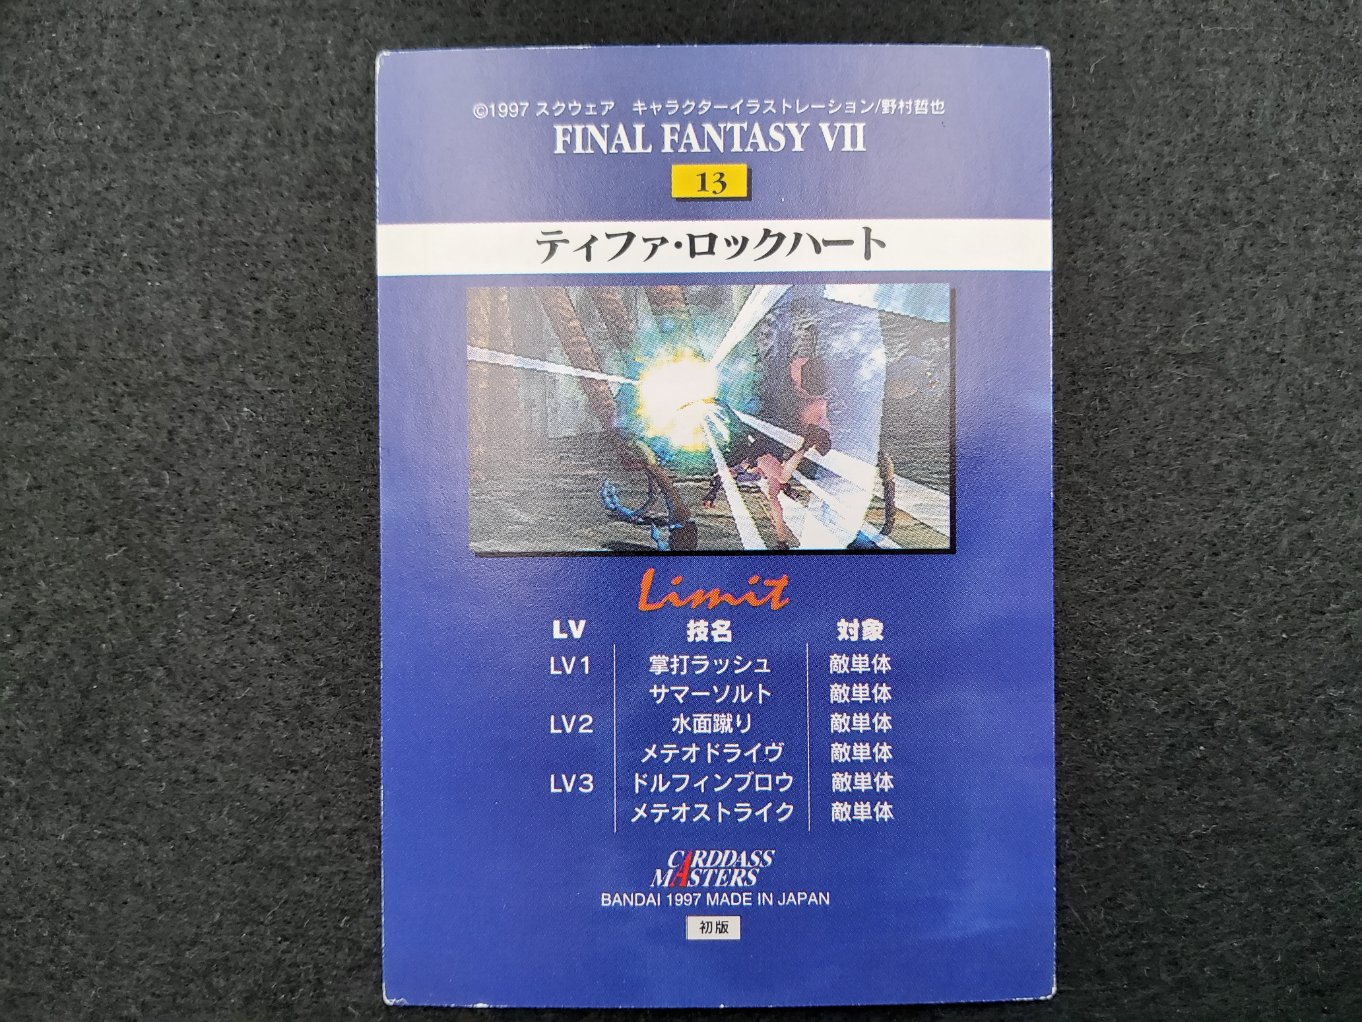 ©1997 スクウェア　キャラクターイラストレーション/野村哲也
FINAL FANTASY VII
13
ティファ・ロックハート
Limit
LV 技名 対象
LV1 掌打ラッシュ 敵単体
サマーソルト 敵単体
LV2 水面蹴り 敵単体
メテオドライヴ 敵単体
LV3 ドルフィンブロウ 敵単体
メテオストライク 敵単体
CARDDASS
MASTERS
BANDAI 1997 MADE IN JAPAN
初版